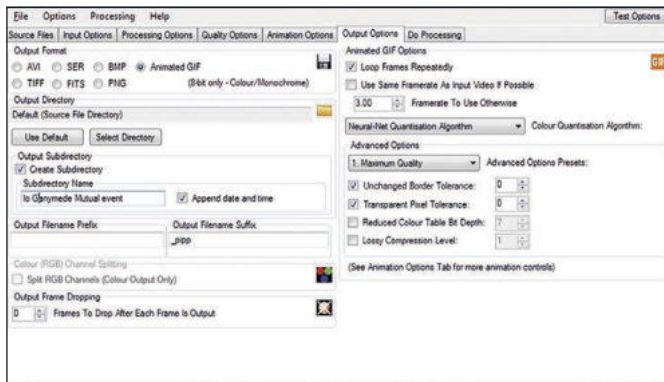 File Options Processing Help Test Options
Source Files Input Options Processing Options Quality Options Animation Options Output Options Do Processing
Output Format
AVI SER BMP Animated GIF
TIFF FITS PNG (8-bit only - Colour/Monochrome)
Output Directory
Default (Source File Directory)
Use Default Select Directory
Output Subdirectory
Create Subdirectory
Subdirectory Name
Io Ganymede Mutual event Append date and time
Output Filename Prefix Output Filename Suffix
_pipp
Colour (RGB) Channel Splitting
Split RGB Channels (Colour Output Only)
Output Frame Dropping
0 Frames To Drop After Each Frame Is Output
Animated GIF Options
Loop Frames Repeatedly GIF
Use Same Framerate As Input Video If Possible
3.00 Framerate To Use Otherwise
Neural-Net Quantisation Algorithm Colour Quantisation Algorithm:
Advanced Options
1. Maximum Quality Advanced Options Presets:
Unchanged Border Tolerance: 0
Transparent Pixel Tolerance: 0
Reduced Colour Table Bit Depth: 7
Lossy Compression Level: 1
(See Animation Options Tab for more animation controls)